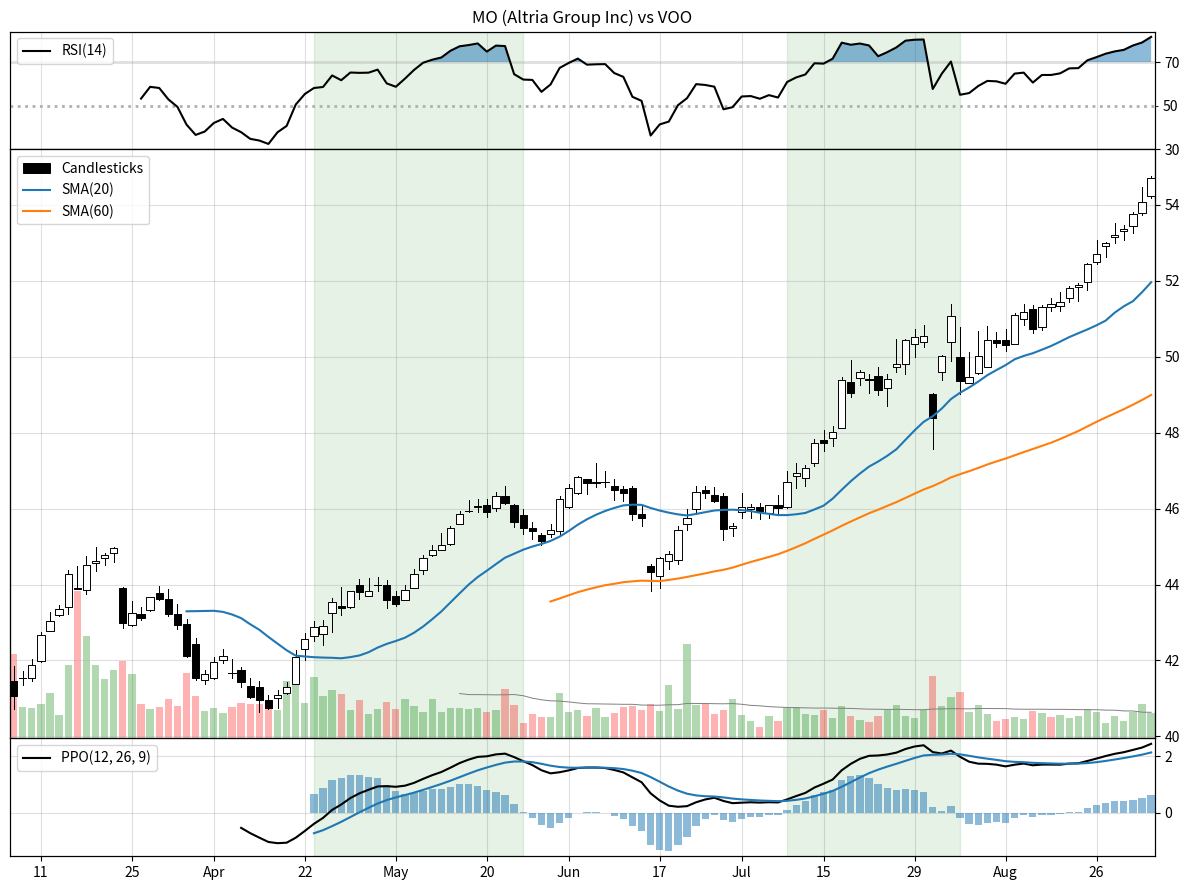 MO (Altria Group Inc) vs VOO
RSI(14)
70
50
30
Candlesticks
SMA(20)
SMA(60)
54
52
50
48
46
44
42
40
PPO(12, 26, 9)
2
0
11 25 Apr 22 May 20 Jun 17 Jul 15 29 Aug 26